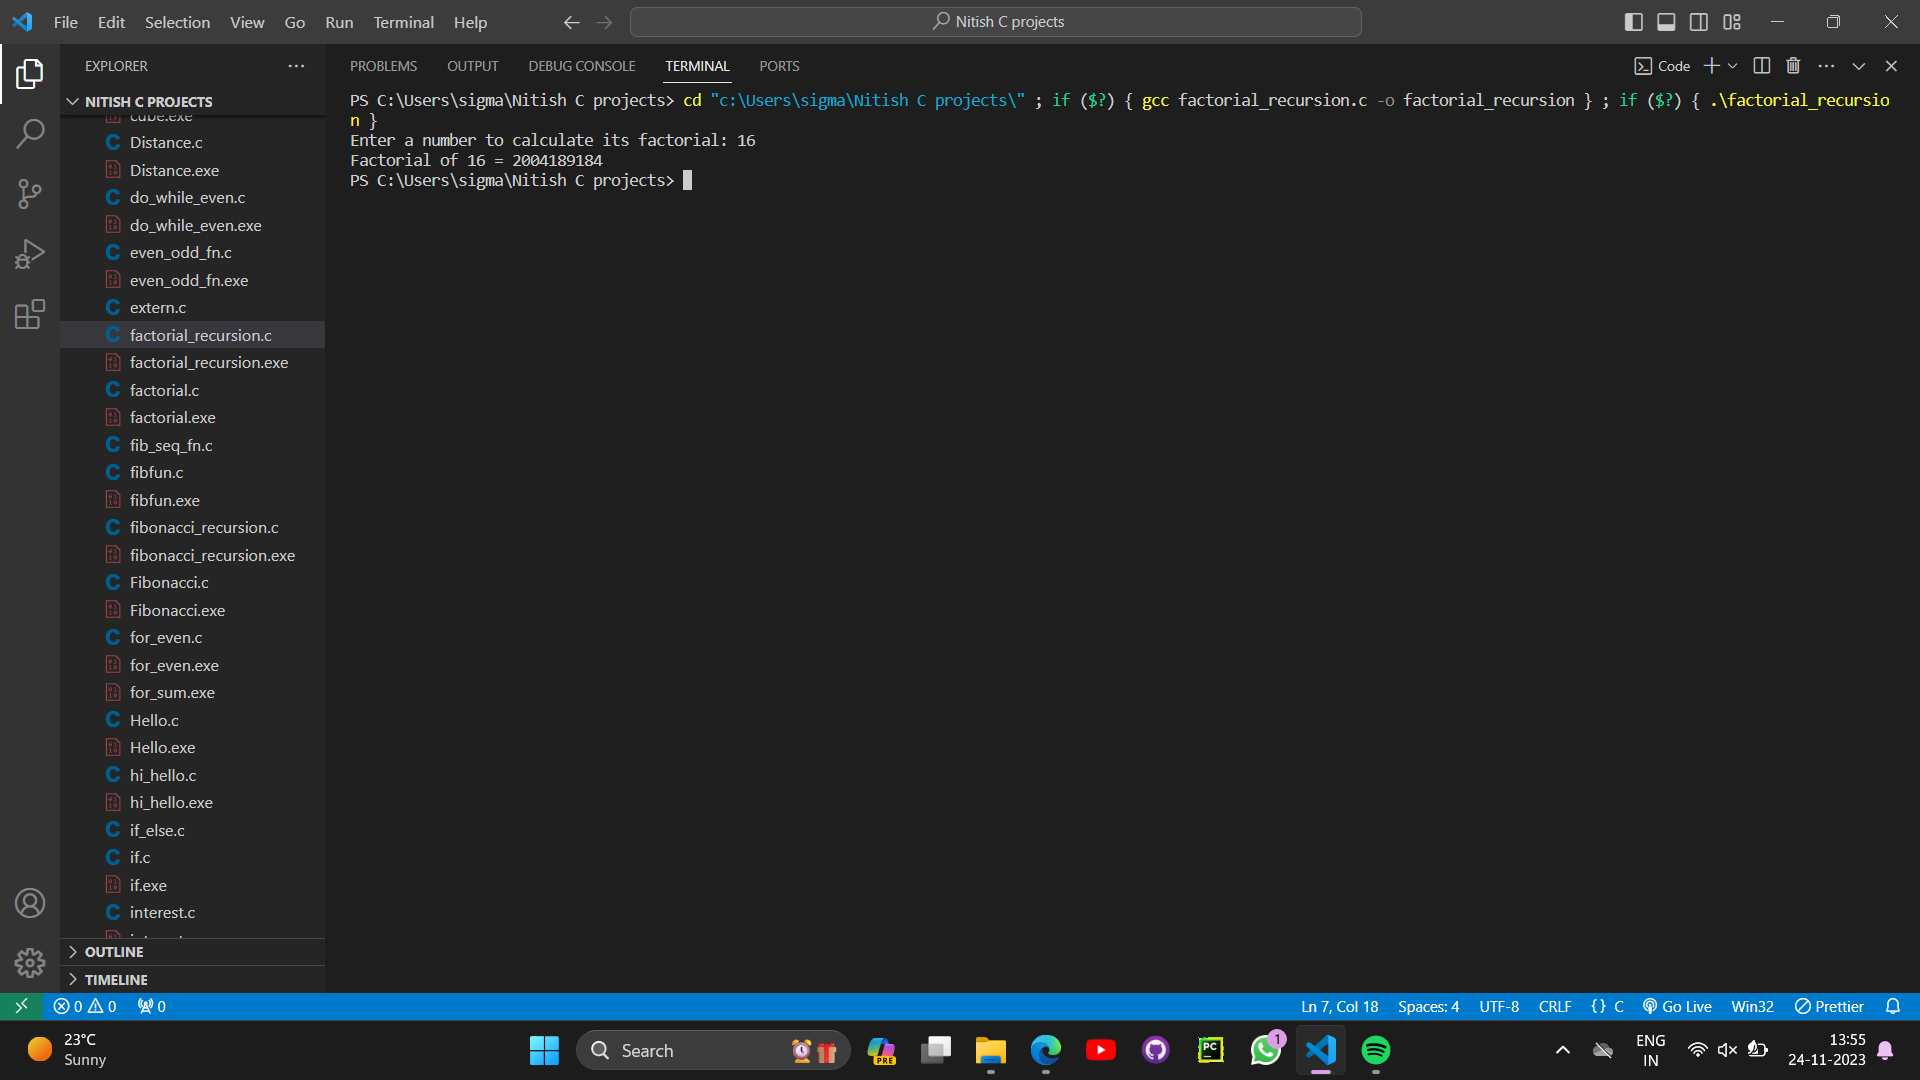 File Edit Selection View Go Run Terminal Help
Nitish C projects
EXPLORER
NITISH C PROJECTS
cube.exe
Distance.c
Distance.exe
do_while_even.c
do_while_even.exe
even_odd_fn.c
even_odd_fn.exe
extern.c
factorial_recursion.c
factorial_recursion.exe
factorial.c
factorial.exe
fib_seq_fn.c
fibfun.c
fibfun.exe
fibonacci_recursion.c
fibonacci_recursion.exe
Fibonacci.c
Fibonacci.exe
for_even.c
for_even.exe
for_sum.exe
Hello.c
Hello.exe
hi_hello.c
hi_hello.exe
if_else.c
if.c
if.exe
interest.c
OUTLINE
TIMELINE
PROBLEMS OUTPUT DEBUG CONSOLE TERMINAL PORTS
Code
PS C:\Users\sigma\Nitish C projects> cd "c:\Users\sigma\Nitish C projects\" ; if ($?) { gcc factorial_recursion.c -o factorial_recursion } ; if ($?) { .\factorial_recursio
n }
Enter a number to calculate its factorial: 16
Factorial of 16 = 2004189184
PS C:\Users\sigma\Nitish C projects>
0 0 0
Ln 7, Col 18 Spaces: 4 UTF-8 CRLF {} C Go Live Win32 Prettier
23°C
Sunny
Search
PRE
PC
1
ENG
IN
13:55
24-11-2023